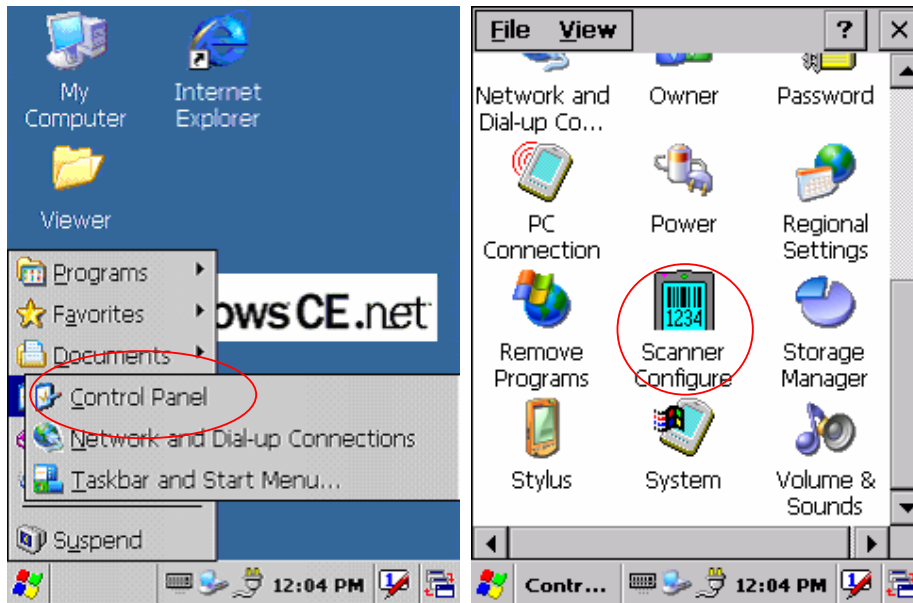 My
Computer
Internet
Explorer
Viewer
Programs
Favorites
Documents
ows CE.net
Control Panel
Network and Dial-up Connections
Taskbar and Start Menu...
Suspend
12:04 PM
File View ? ×
Network and
Dial-up Co...
Owner
Password
PC
Connection
Power
Regional
Settings
Remove
Programs
1234
Scanner
Configure
Storage
Manager
Stylus
System
Volume &
Sounds
Contr...
12:04 PM